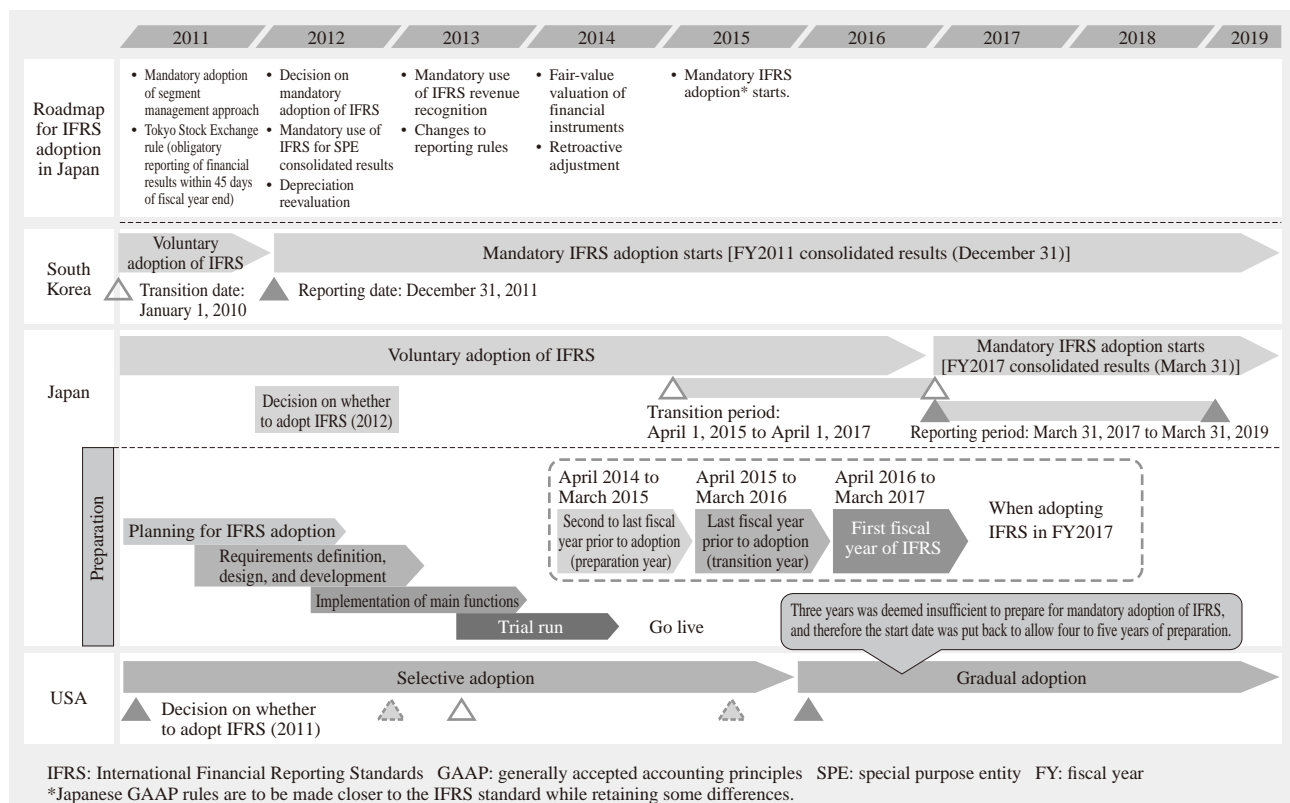 2011 2012 2013 2014 2015 2016 2017 2018 2019
Roadmap
for IFRS
adoption
in Japan
• Mandatory adoption
of segment
management approach
• Tokyo Stock Exchange
rule (obligatory
reporting of financial
results within 45 days
of fiscal year end)
• Decision on
mandatory
adoption of IFRS
• Mandatory use of
IFRS for SPE
consolidated results
• Depreciation
reevaluation
• Mandatory use
of IFRS revenue
recognition
• Changes to
reporting rules
• Fair-value
valuation of
financial
instruments
• Retroactive
adjustment
• Mandatory IFRS
adoption* starts.
South
Korea
Voluntary
adoption of IFRS
Mandatory IFRS adoption starts [FY2011 consolidated results (December 31)]
Transition date:
January 1, 2010
Reporting date: December 31, 2011
Japan
Voluntary adoption of IFRS
Mandatory IFRS adoption starts
[FY2017 consolidated results (March 31)]
Decision on whether
to adopt IFRS (2012)
Transition period:
April 1, 2015 to April 1, 2017
Reporting period: March 31, 2017 to March 31, 2019
Preparation
Planning for IFRS adoption
Requirements definition,
design, and development
Implementation of main functions
Trial run
Go live
April 2014 to
March 2015
Second to last fiscal
year prior to adoption
(preparation year)
April 2015 to
March 2016
Last fiscal year
prior to adoption
(transition year)
April 2016 to
March 2017
First fiscal
year of IFRS
When adopting
IFRS in FY2017
Three years was deemed insufficient to prepare for mandatory adoption of IFRS,
and therefore the start date was put back to allow four to five years of preparation.
USA
Selective adoption
Gradual adoption
Decision on whether
to adopt IFRS (2011)
IFRS: International Financial Reporting Standards GAAP: generally accepted accounting principles SPE: special purpose entity FY: fiscal year
*Japanese GAAP rules are to be made closer to the IFRS standard while retaining some differences.